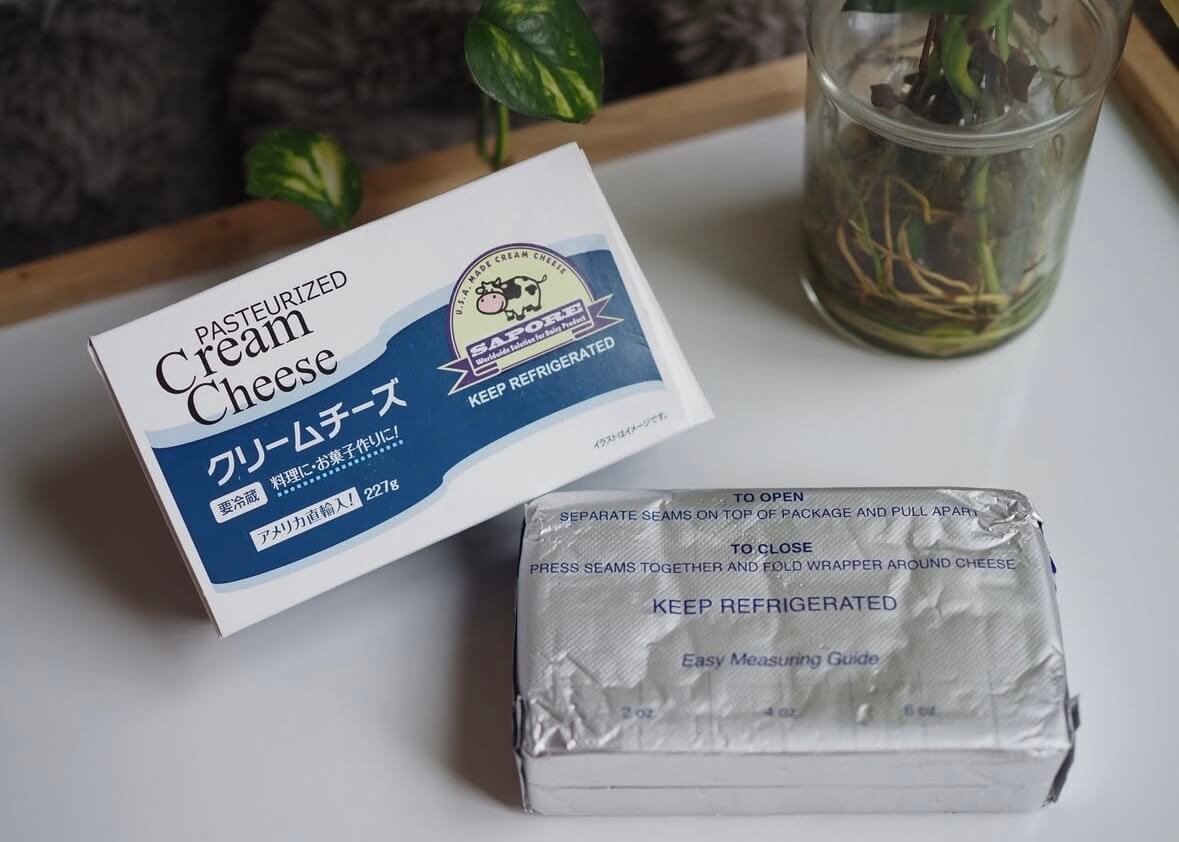 PASTEURIZED
Cream
Cheese
クリームチーズ
要冷蔵
料理に・お菓子作りに!
アメリカ直輸入!
227g
U.S.A. MADE CREAM CHEESE
SAPORE
Worldwide Solution for Dairy Product
KEEP REFRIGERATED
イラストはイメージです。
TO OPEN
SEPARATE SEAMS ON TOP OF PACKAGE AND PULL APART
TO CLOSE
PRESS SEAMS TOGETHER AND FOLD WRAPPER AROUND CHEESE
KEEP REFRIGERATED
Easy Measuring Guide
2 oz.
4 oz.
6 oz.